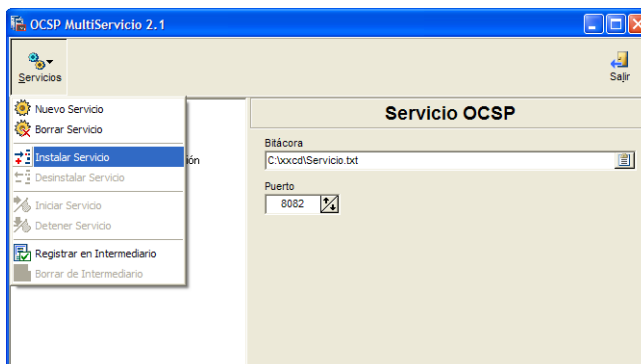 OCSP MultiServicio 2.1
Servicios
Salir
Nuevo Servicio
Borrar Servicio
Instalar Servicio
ión
Desinstalar Servicio
Iniciar Servicio
Detener Servicio
Registrar en Intermediario
Borrar de Intermediario
Servicio OCSP
Bitácora
C:\xxcd\Servicio.txt
Puerto
8082